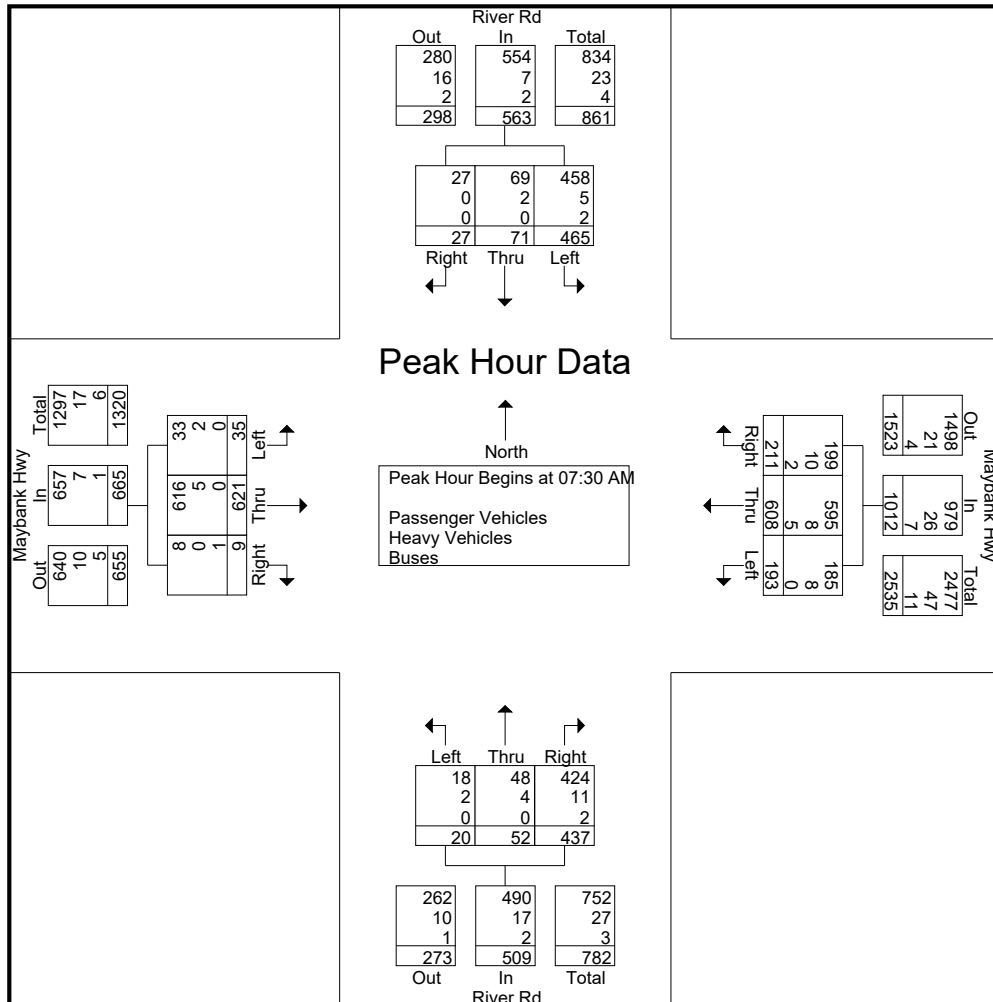 River Rd
Out In Total
280 554 834
16 7 23
2 2 4
298 563 861
27 69 458
0 2 5
0 0 2
27 71 465
Right Thru Left
Peak Hour Data
North
Peak Hour Begins at 07:30 AM
Passenger Vehicles
Heavy Vehicles
Buses
Maybank Hwy
Out In Total
640 657 1297
10 7 17
5 1 6
655 665 1320
Left Thru Right
33 616 8
2 5 0
0 0 1
35 621 9
Maybank Hwy
Out In Total
1498 979 2477
21 26 47
4 7 11
1523 1012 2535
199 595 185
10 8 8
2 5 0
211 608 193
Right Thru Left
Left Thru Right
18 48 424
2 4 11
0 0 2
20 52 437
262 490 752
10 17 27
1 2 3
273 509 782
Out In Total
River Rd